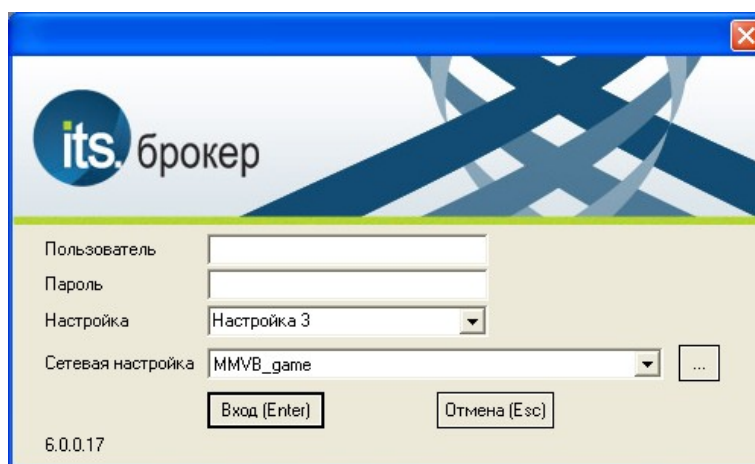 its. брокер
Пользователь
Пароль
Настройка Настройка 3
Сетевая настройка MMVB_game ...
Вход (Enter) Отмена (Esc)
6.0.0.17